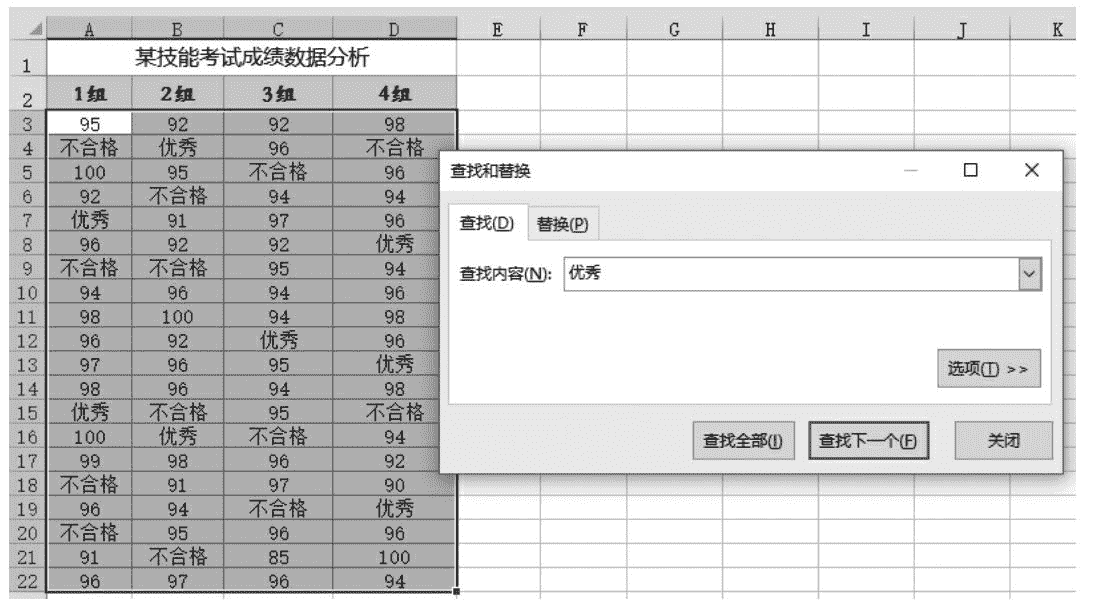 A B C D E F G H I J K
1 某技能考试成绩数据分析
2 1组 2组 3组 4组
3 95 92 92 98
4 不合格 优秀 96 不合格
5 100 95 不合格 96
6 92 不合格 94 94
7 优秀 91 97 96
8 96 92 92 优秀
9 不合格 不合格 95 94
10 94 96 94 96
11 98 100 94 98
12 96 92 优秀 96
13 97 96 95 优秀
14 98 96 94 98
15 优秀 不合格 95 不合格
16 100 优秀 不合格 94
17 99 98 96 92
18 不合格 91 97 90
19 96 94 不合格 优秀
20 不合格 95 96 96
21 91 不合格 85 100
22 96 97 96 94
查找和替换
查找(D) 替换(P)
查找内容(N): 优秀
选项(T) >>
查找全部(I) 查找下一个(F) 关闭